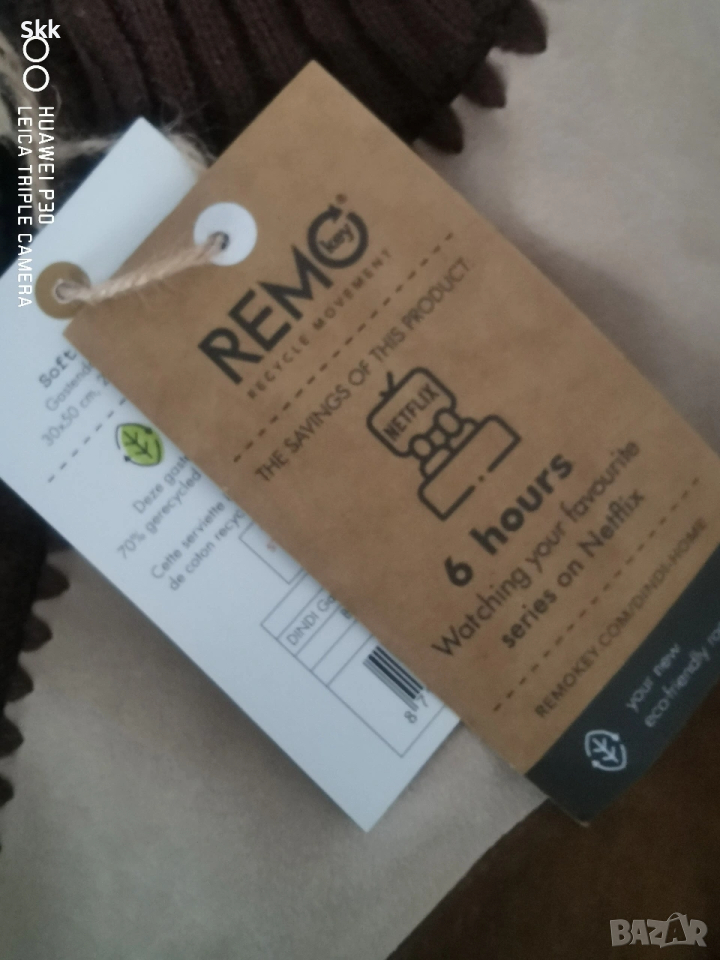 Skk
HUAWEI P30
LEICA TRIPLE CAMERA
REMO key ®
RECYCLE MOVEMENT
THE SAVINGS OF THIS PRODUCT:
NETFLIX
6 hours
Watching your favourite
series on Netflix
REMOKEY.COM/DINDI-HOME
your new
eco-friendly
Soft
30x50 cm,
Deze
70% gerecycled
Cette serviette
de coton
DINDI
8 7
BAZAR